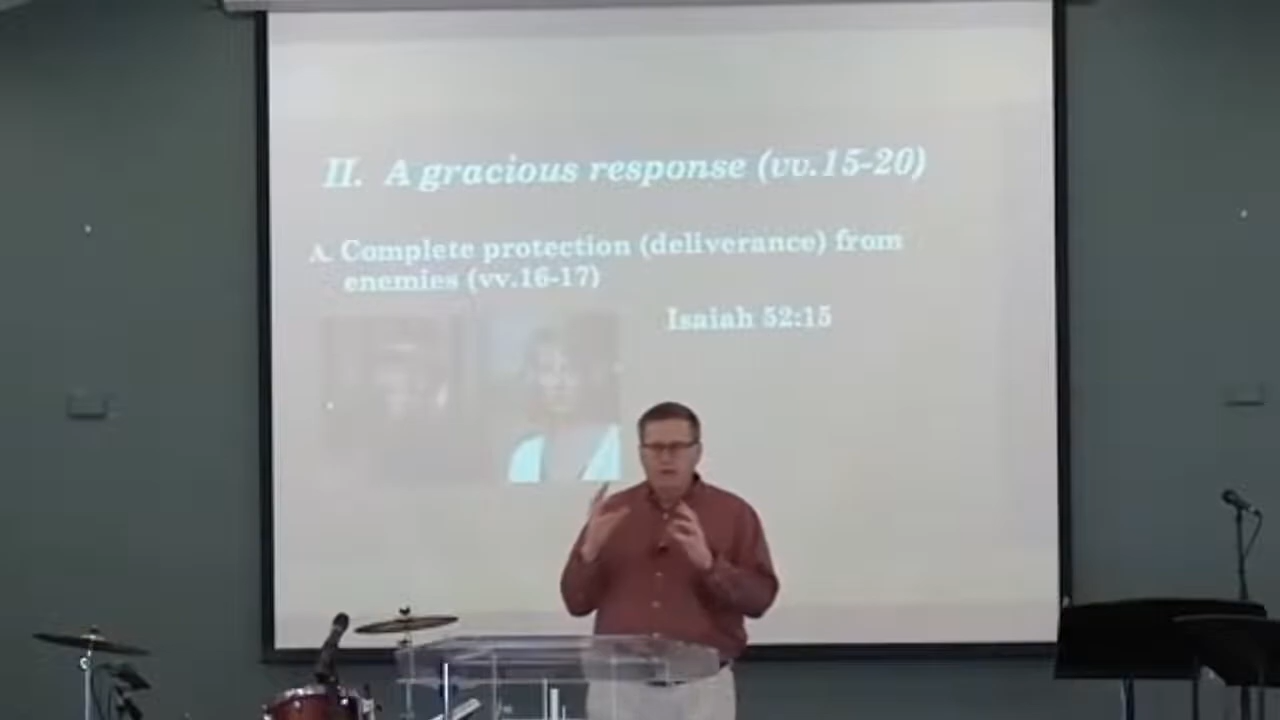 II. A gracious response (vv.15-20)
A. Complete protection (deliverance) from
enemies (vv.16-17)
Isaiah 52:15